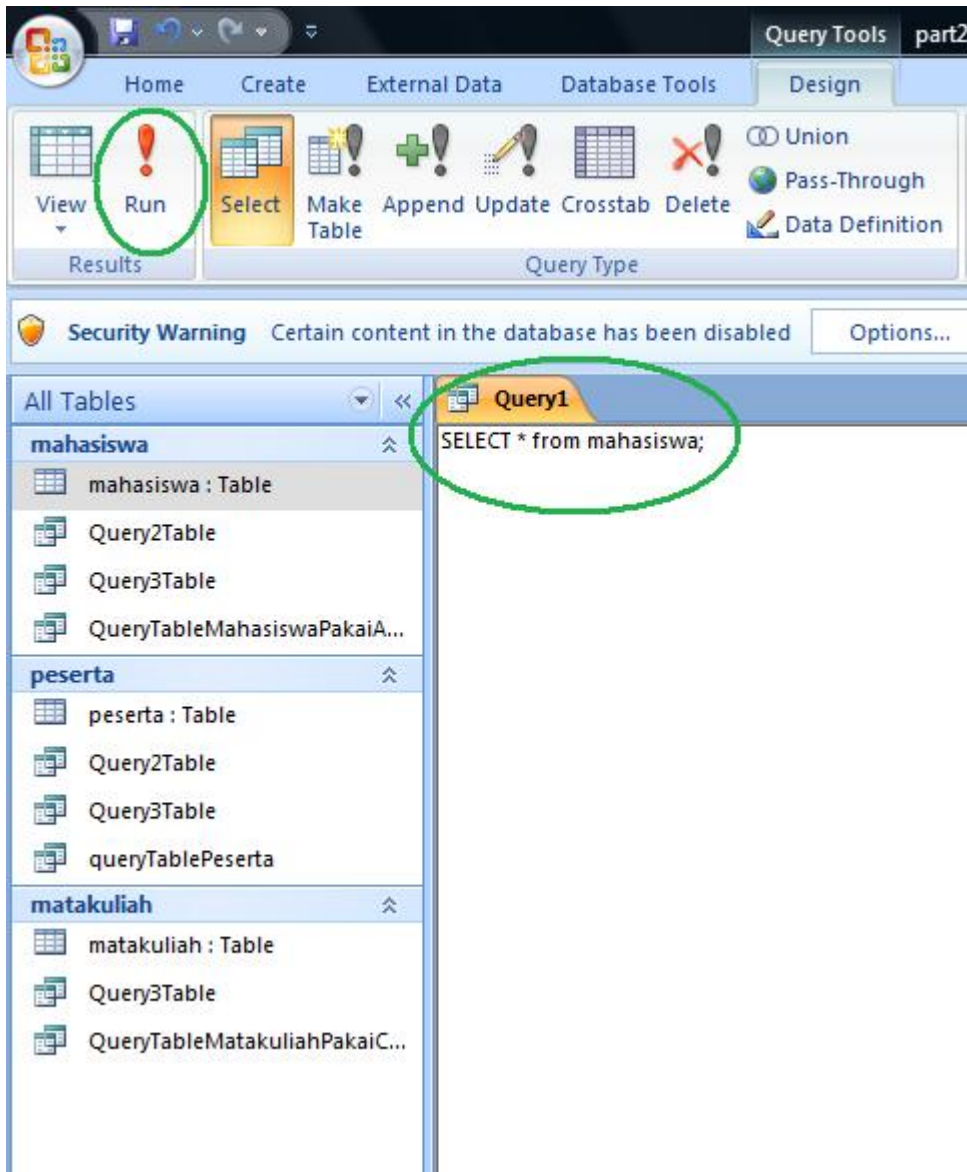 Query Tools part2
Home Create External Data Database Tools Design
View Run Select Make Table Append Update Crosstab Delete
Union
Pass-Through
Data Definition
Results Query Type
Security Warning Certain content in the database has been disabled Options...
All Tables
Query1
SELECT * from mahasiswa;
mahasiswa
mahasiswa : Table
Query2Table
Query3Table
QueryTableMahasiswaPakaiA...
peserta
peserta : Table
Query2Table
Query3Table
queryTablePeserta
matakuliah
matakuliah : Table
Query3Table
QueryTableMatakuliahPakaiC...